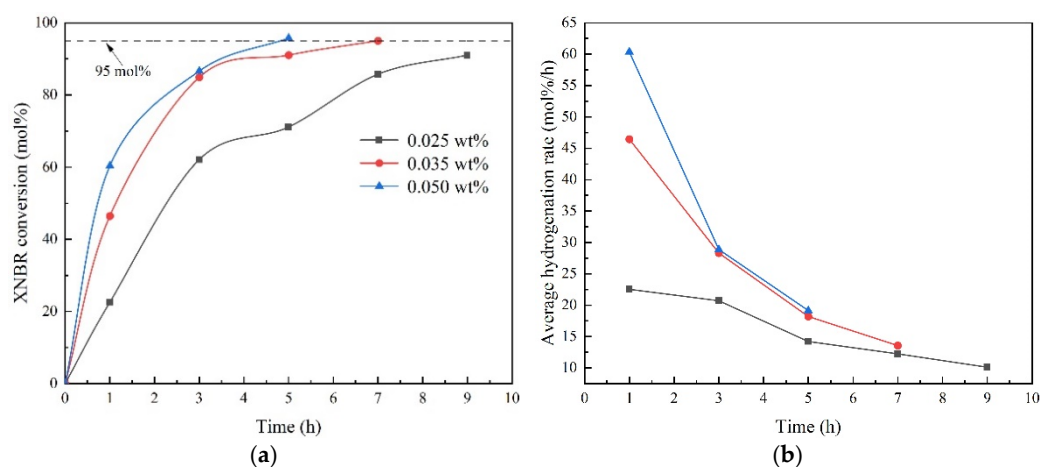 100
80
60
40
20
0
XNBR conversion (mol%)
95 mol%
0.025 wt%
0.035 wt%
0.050 wt%
0 1 2 3 4 5 6 7 8 9 10
Time (h)
(a)
65
60
55
50
45
40
35
30
25
20
15
10
Average hydrogenation rate (mol%/h)
0 1 2 3 4 5 6 7 8 9 10
Time (h)
(b)